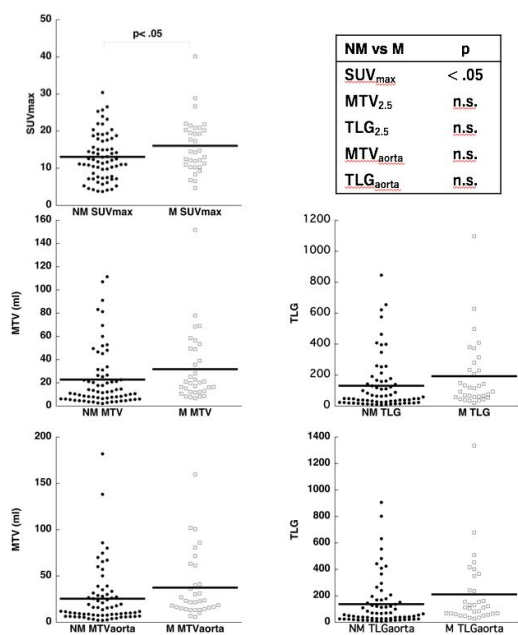 50
40
30
20
10
0
SUVmax
p< .05
NM SUVmax M SUVmax
NM vs M p
SUVmax < .05
MTV2.5 n.s.
TLG2.5 n.s.
MTVaorta n.s.
TLGaorta n.s.
160
140
120
100
80
60
40
20
0
MTV (ml)
NM MTV M MTV
1200
1000
800
600
400
200
0
TLG
NM TLG M TLG
200
150
100
50
0
MTV (ml)
NM MTVaorta M MTVaorta
1400
1200
1000
800
600
400
200
0
TLG
NM TLGaorta M TLGaorta